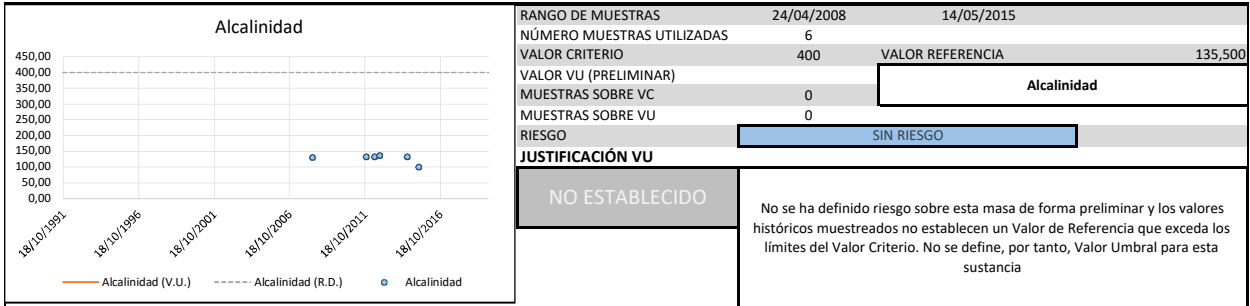 Alcalinidad
450,00
400,00
350,00
300,00
250,00
200,00
150,00
100,00
50,00
0,00
18/10/1991
18/10/1996
18/10/2001
18/10/2006
18/10/2011
18/10/2016
Alcalinidad (V.U.) Alcalinidad (R.D.) Alcalinidad
RANGO DE MUESTRAS 24/04/2008 14/05/2015
NÚMERO MUESTRAS UTILIZADAS 6
VALOR CRITERIO 400 VALOR REFERENCIA 135,500
VALOR VU (PRELIMINAR)
Alcalinidad
MUESTRAS SOBRE VC 0
MUESTRAS SOBRE VU 0
RIESGO SIN RIESGO
JUSTIFICACIÓN VU
NO ESTABLECIDO
No se ha definido riesgo sobre esta masa de forma preliminar y los valores
históricos muestreados no establecen un Valor de Referencia que exceda los
límites del Valor Criterio. No se define, por tanto, Valor Umbral para esta
sustancia